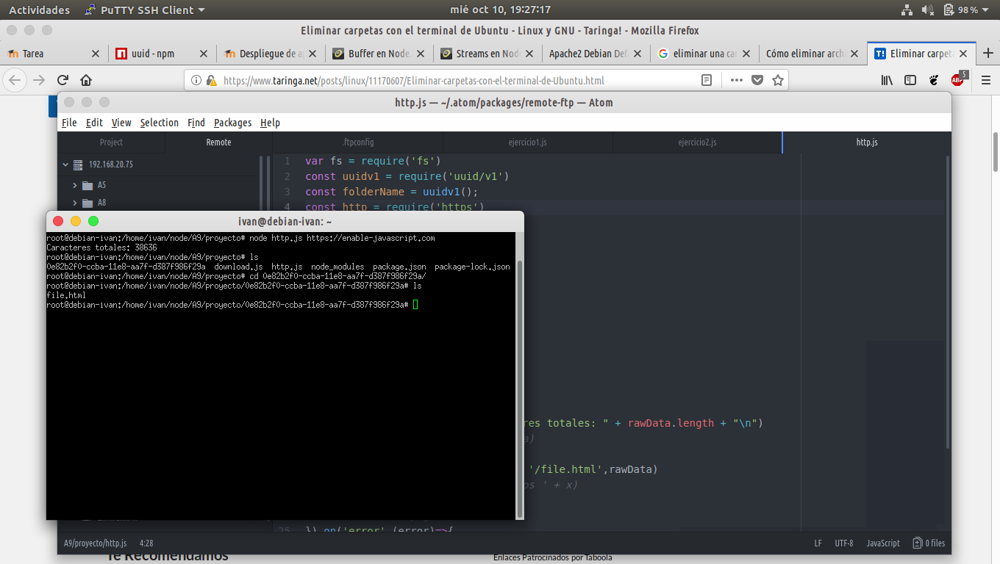 Actividades PuTTY SSH Client mié oct 10, 19:27:17 98%
Eliminar carpetas con el terminal de Ubuntu - Linux y GNU - Taringa! - Mozilla Firefox
Tarea uuid - npm Despliegue de a Buffer en Node. Streams en Nod Apache2 Debian Defa eliminar una car Cómo eliminar archi Eliminar carpeta
https://www.taringa.net/posts/linux/11170607/Eliminar-carpetas-con-el-terminal-de-Ubuntu.html ABP 5
http.js — ~/.atom/packages/remote-ftp — Atom
File Edit View Selection Find Packages Help
Project Remote .ftpconfig ejercicio1.js ejercicio2.js http.js
192.168.20.75
A5
A8
1 var fs = require('fs')
2 const uuidv1 = require('uuid/v1')
3 const folderName = uuidv1();
4 const http = require('https')
ivan@debian-ivan: ~
root@debian-ivan:/home/ivan/node/A9/proyecto# node http.js https://enable-javascript.com
Caracteres totales: 38636
root@debian-ivan:/home/ivan/node/A9/proyecto# ls
0e82b2f0-ccba-11e8-aa7f-d387f986f29a download.js http.js node_modules package.json package-lock.json
root@debian-ivan:/home/ivan/node/A9/proyecto# cd 0e82b2f0-ccba-11e8-aa7f-d387f986f29a/
root@debian-ivan:/home/ivan/node/A9/proyecto/0e82b2f0-ccba-11e8-aa7f-d387f986f29a# ls
file.html
root@debian-ivan:/home/ivan/node/A9/proyecto/0e82b2f0-ccba-11e8-aa7f-d387f986f29a#
res totales: " + rawData.length + "\n")
a)
'/file.html',rawData)
os ' + x)
25 }).on('error',(error)=>{
A9/proyecto/http.js 4:28 LF UTF-8 JavaScript 0 files
Te Recomendamos Enlaces Patrocinados por Taboola